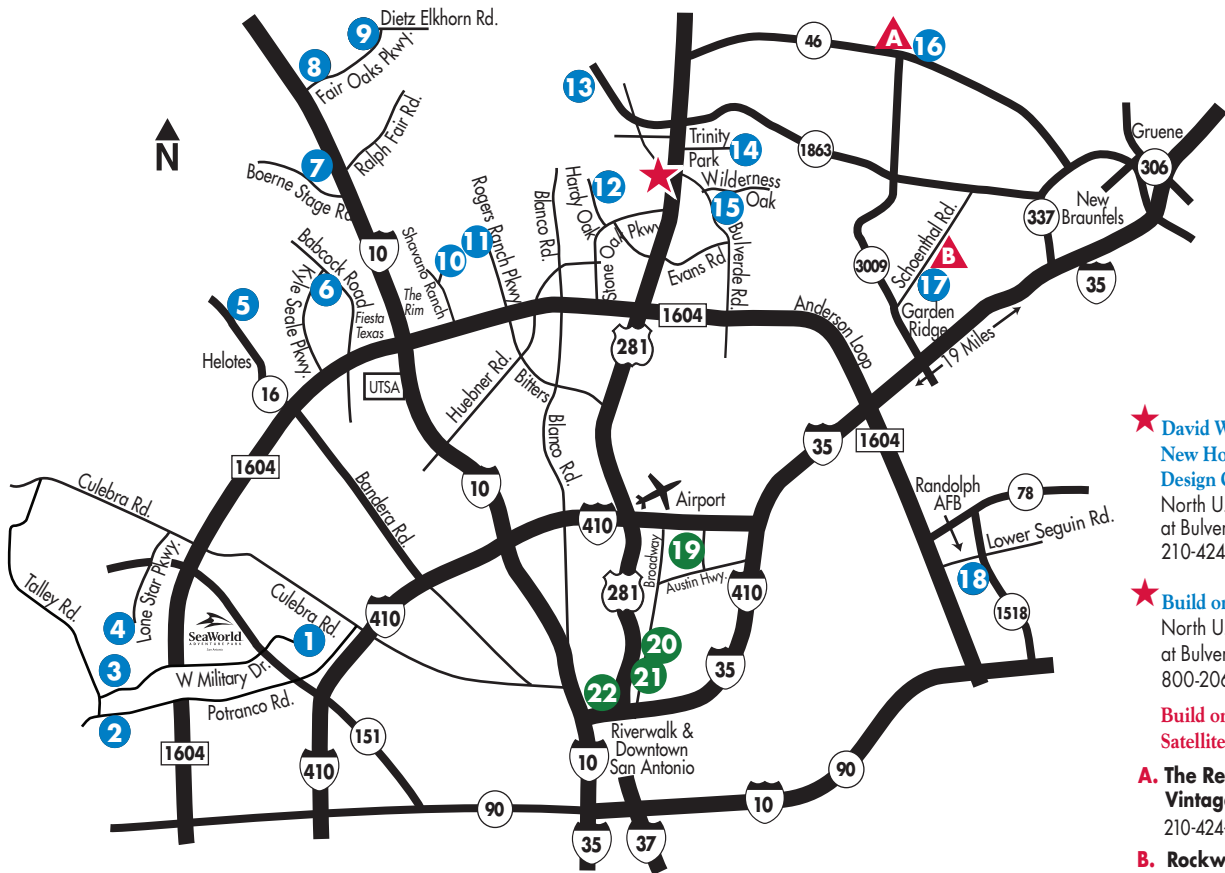 Dietz Elkhorn Rd.
9
8
Fair Oaks Pkwy.
46
A
16
13
N
7
Ralph Fair Rd.
Boerne Stage Rd.
Trinity
Park
14
1863
Gruene
306
Hardy Oak
12
Wilderness
Oak
15
New
Braunfels
337
Rogers Ranch Pkwy.
Blanco Rd.
Stone Oak Pkwy.
Evans Rd.
Bulverde Rd.
Schoenthal Rd.
3009
B
17
Garden
Ridge
35
10
Shavano Ranch
10
11
Babcock Road
Kyle Seale Pkwy.
6
The
Rim
Fiesta
Texas
5
Helotes
16
1604
281
Anderson Loop
19 Miles
UTSA
Huebner Rd.
Bitters
Blanco Rd.
35
1604
1604
Culebra Rd.
Bandera Rd.
10
Airport
410
Randolph
AFB
78
Lower Seguin Rd.
18
1518
Broadway
19
Austin Hwy.
281
410
Talley Rd.
Lone Star Pkwy.
4
SeaWorld
ADVENTURE PARK
San Antonio
Culebra Rd.
1
410
3
W Military Dr.
2
Potranco Rd.
20
21
22
35
Riverwalk &
Downtown
San Antonio
151
1604
410
10
90
90
10
35
37
David W
New Ho
Design C
North U.
at Bulver
210-424
Build on
North U.
at Bulver
800-206
Build on
Satellite
A. The Re
Vintage
210-424-
B. Rockw